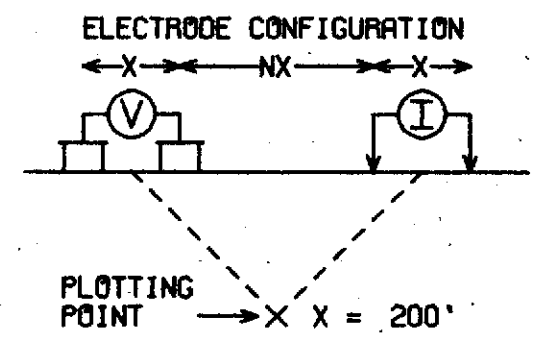 ELECTRODE CONFIGURATION
X NX X
V I
PLOTTING
POINT X X = 200'